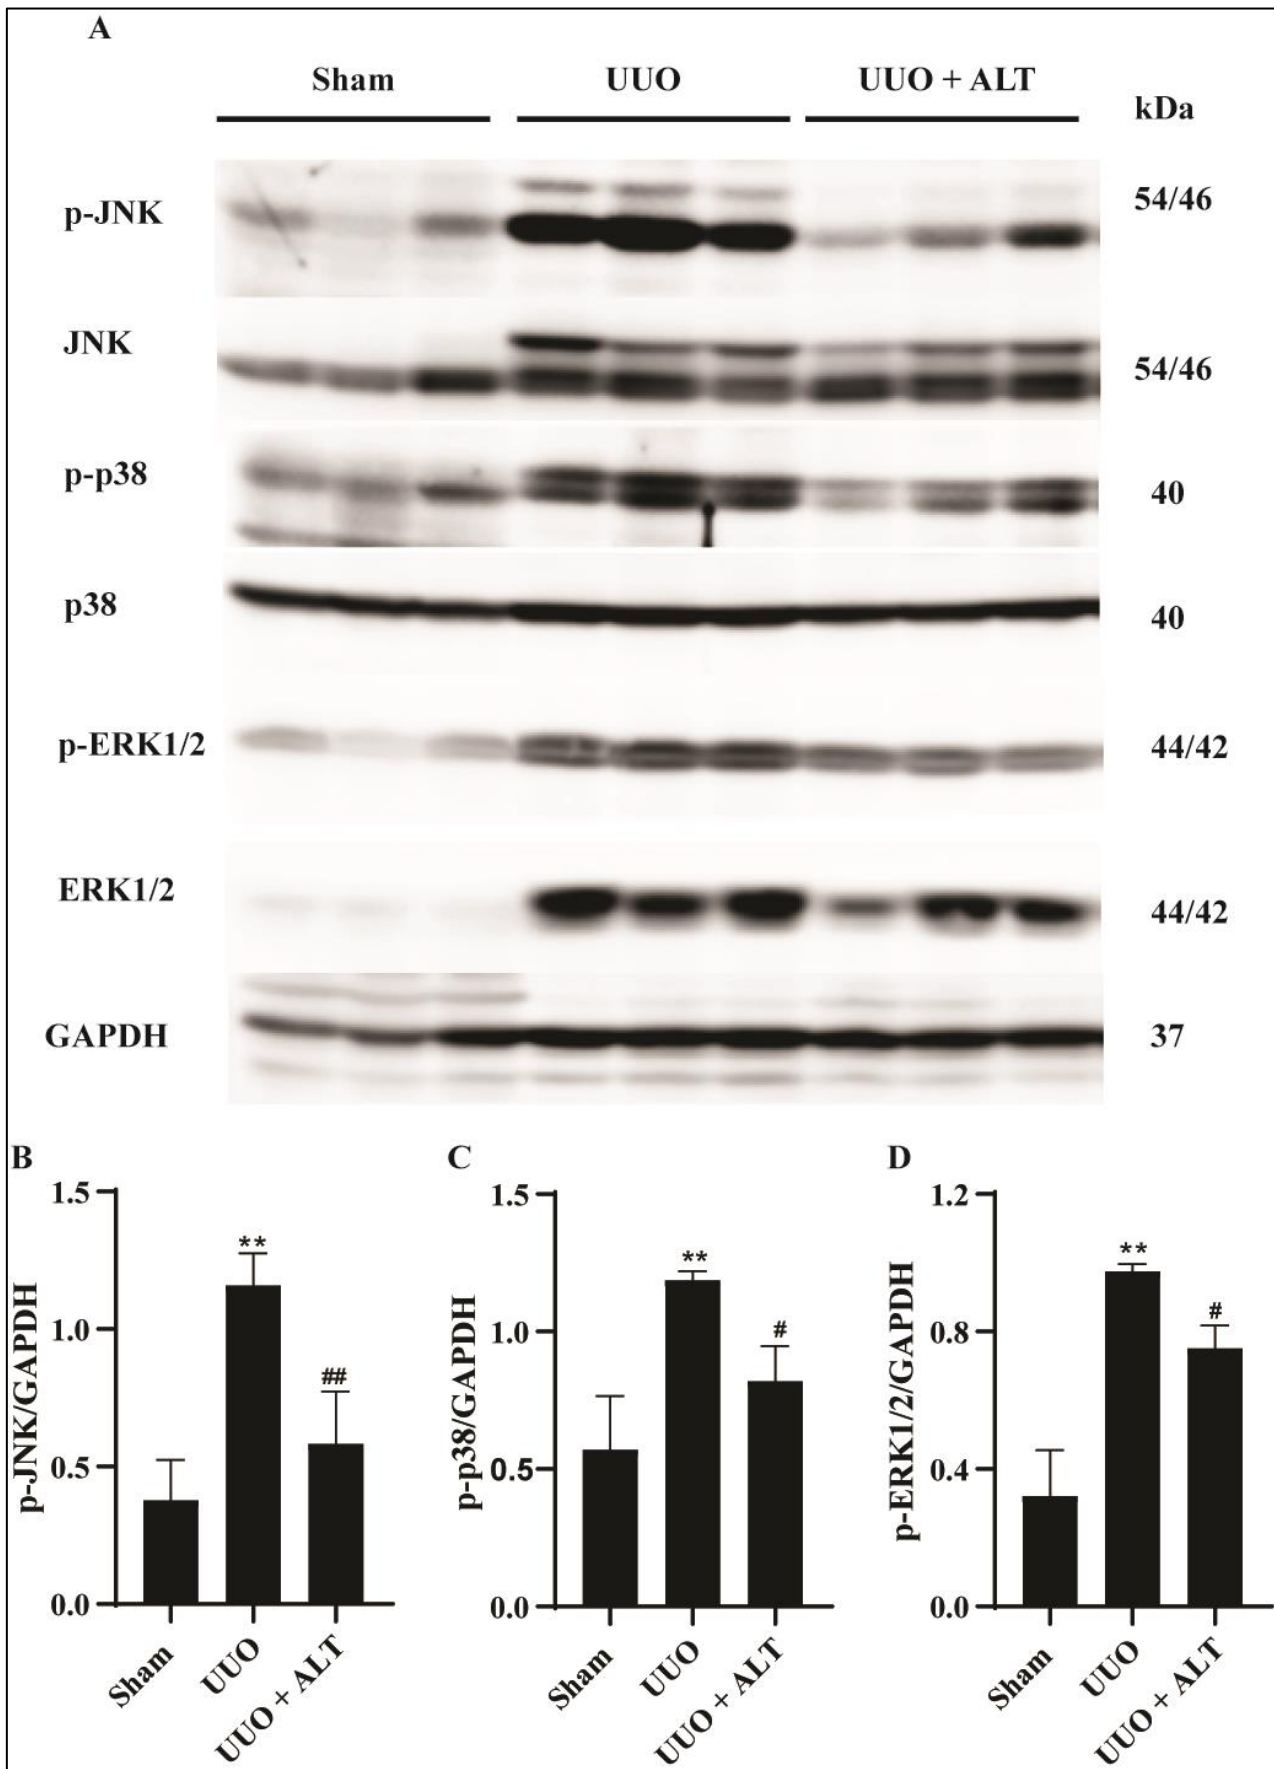 A
Sham UUO UUO + ALT
kDa
p-JNK 54/46
JNK 54/46
p-p38 40
p38 40
p-ERK1/2 44/42
ERK1/2 44/42
GAPDH 37
B
p-JNK/GAPDH
1.5
1.0
0.5
0.0
**
##
Sham
UUO
UUO + ALT
C
p-p38/GAPDH
1.5
1.0
0.5
0.0
**
#
Sham
UUO
UUO + ALT
D
p-ERK1/2/GAPDH
1.2
0.8
0.4
0.0
**
#
Sham
UUO
UUO + ALT